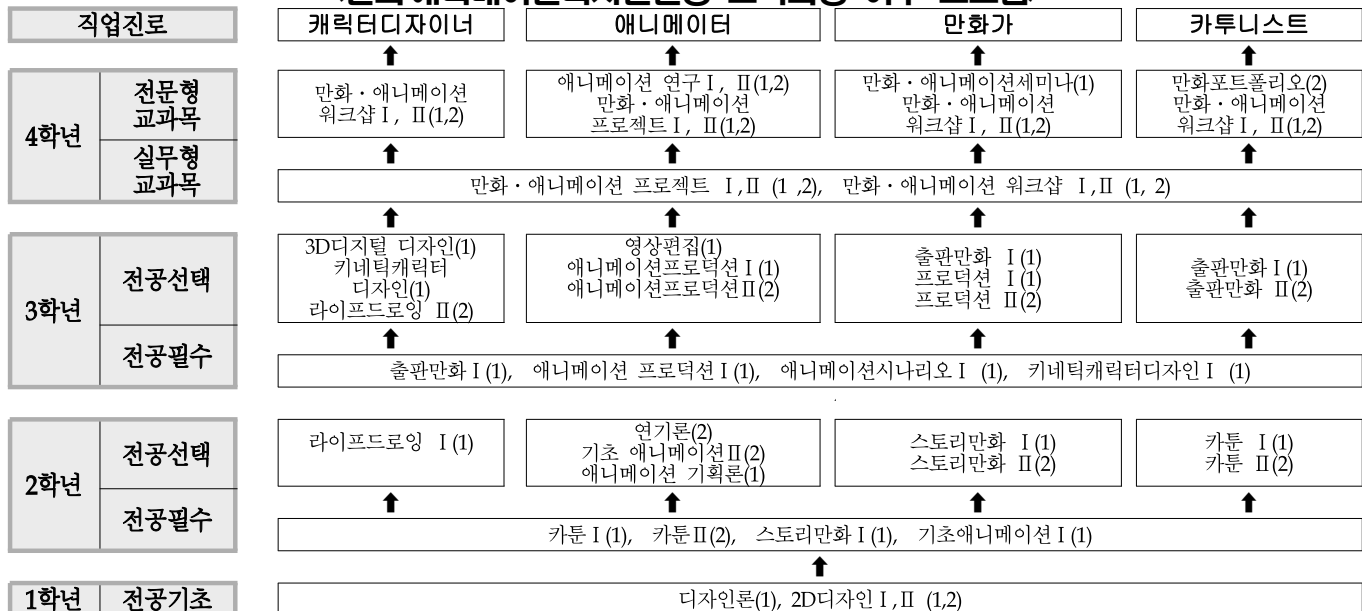 직업진로
캐릭터디자이너
애니메이터
만화가
카투니스트
4학년
전문형
교과목
만화·애니메이션
워크샵Ⅰ, Ⅱ(1,2)
애니메이션 연구Ⅰ, Ⅱ(1,2)
만화·애니메이션
프로젝트Ⅰ, Ⅱ(1,2)
만화·애니메이션세미나(1)
만화·애니메이션
워크샵Ⅰ, Ⅱ(1,2)
만화포트폴리오(2)
만화·애니메이션
워크샵Ⅰ, Ⅱ(1,2)
실무형
교과목
만화·애니메이션 프로젝트 Ⅰ,Ⅱ (1 ,2), 만화·애니메이션 워크샵 Ⅰ,Ⅱ (1, 2)
3학년
전공선택
3D디지털 디자인(1)
키네틱캐릭터
디자인(1)
라이프드로잉 Ⅱ(2)
영상편집(1)
애니메이션프로덕션Ⅰ(1)
애니메이션프로덕션Ⅱ(2)
출판만화 Ⅰ(1)
프로덕션 Ⅰ(1)
프로덕션 Ⅱ(2)
출판만화Ⅰ(1)
출판만화 Ⅱ(2)
전공필수
출판만화Ⅰ(1), 애니메이션 프로덕션Ⅰ(1), 애니메이션시나리오Ⅰ (1), 키네틱캐릭터디자인Ⅰ (1)
2학년
전공선택
라이프드로잉 Ⅰ(1)
연기론(2)
기초 애니메이션Ⅱ(2)
애니메이션 기획론(1)
스토리만화 Ⅰ(1)
스토리만화 Ⅱ(2)
카툰 Ⅰ(1)
카툰 Ⅱ(2)
전공필수
카툰Ⅰ(1), 카툰Ⅱ(2), 스토리만화Ⅰ(1), 기초애니메이션Ⅰ(1)
1학년
전공기초
디자인론(1), 2D디자인Ⅰ,Ⅱ (1,2)